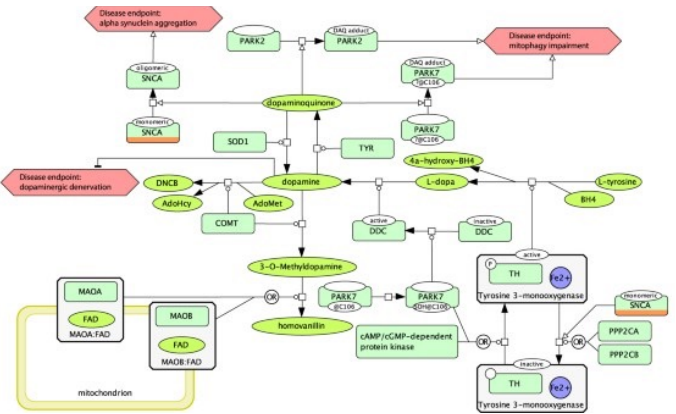 Disease endpoint:
alpha synuclein aggregation
PARK2
DAQ adduct
PARK2
Disease endpoint:
mitophagy impairment
oligomeric
SNCA
DAQ adduct
PARK7
?@C106
dopaminoquinone
monomeric
SNCA
PARK7
?@C106
SOD1
TYR
4a-hydroxy-BH4
Disease endpoint:
dopaminergic denervation
DNCB
dopamine
L-dopa
L-tyrosine
AdoHcy
AdoMet
BH4
COMT
active
DDC
inactive
DDC
active
P
TH
Fe2+
Tyrosine 3-monooxygenase
3-O-Methyldopamine
MAOA
FAD
MAOA:FAD
OR
PARK7
@C106
PARK7
SOH@C106
monomeric
SNCA
MAOB
FAD
MAOB:FAD
homovanillin
cAMP/cGMP-dependent
protein kinase
OR
OR
PPP2CA
PPP2CB
inactive
TH
Fe2+
Tyrosine 3-monooxygenase
mitochondrion